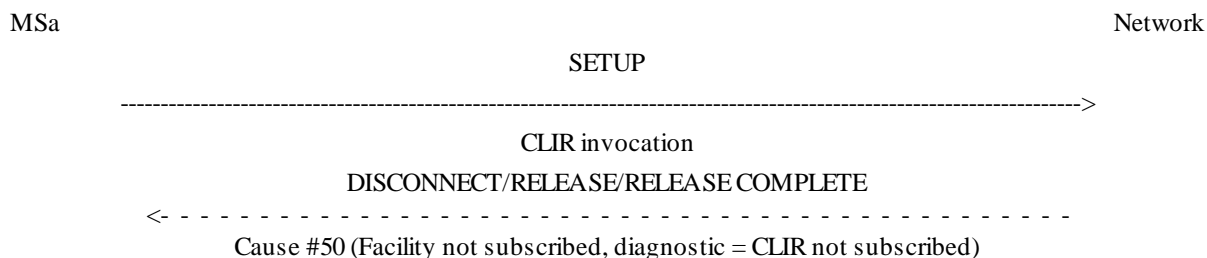 MSa Network
SETUP
------------------------------------------------------------------------------------------------------------------------>
CLIR invocation
DISCONNECT/RELEASE/RELEASE COMPLETE
<- - - - - - - - - - - - - - - - - - - - - - - - - - - - - - - - - - - - - - - - - - - - - -
Cause #50 (Facility not subscribed, diagnostic = CLIR not subscribed)